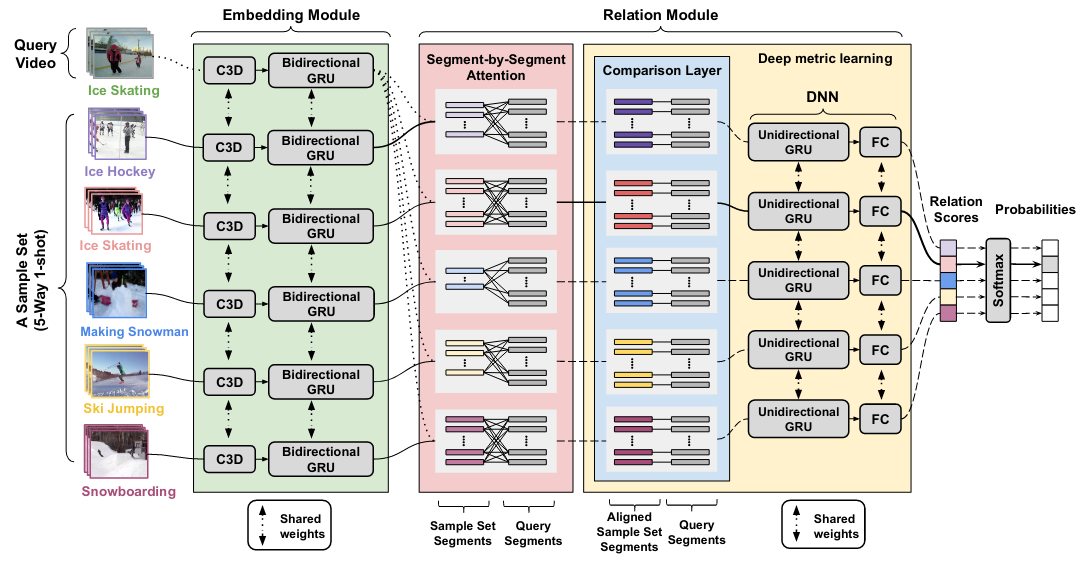 Embedding Module
Relation Module
Query
Video
Ice Skating
A Sample Set
(5-Way 1-shot)
Ice Hockey
Ice Skating
Making Snowman
Ski Jumping
Snowboarding
C3D
Bidirectional
GRU
C3D
Bidirectional
GRU
C3D
Bidirectional
GRU
C3D
Bidirectional
GRU
C3D
Bidirectional
GRU
C3D
Bidirectional
GRU
Shared
weights
Segment-by-Segment
Attention
Sample Set
Segments
Query
Segments
Comparison Layer
Aligned
Sample Set
Segments
Query
Segments
Deep metric learning
DNN
Unidirectional
GRU
FC
Unidirectional
GRU
FC
Unidirectional
GRU
FC
Unidirectional
GRU
FC
Unidirectional
GRU
FC
Shared
weights
Relation
Scores
Softmax
Probabilities